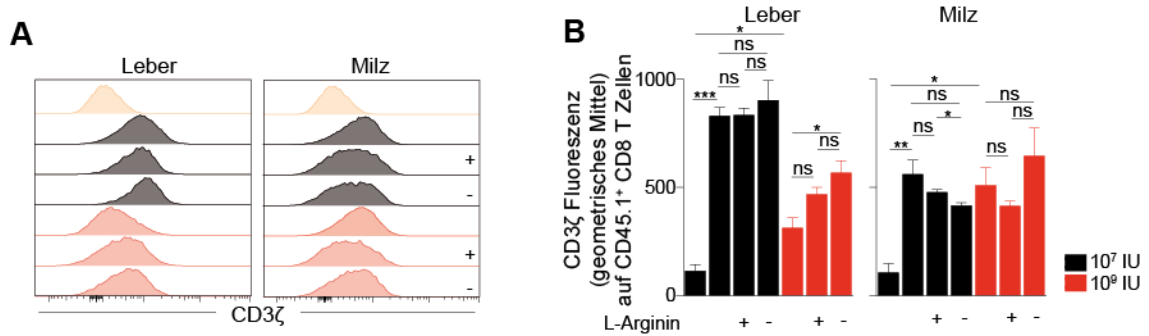 A
Leber
Milz
+
-
+
-
CD3ζ
B
Leber
Milz
CD3ζ Fluoreszenz
(geometrisches Mittel)
auf CD45.1⁺ CD8 T Zellen
1000
500
0
*
ns
ns
***
*
ns
ns
*
ns
*
ns
**
ns
ns
ns
L-Arginin
+
-
+
-
+
-
+
-
10⁷ IU
10⁹ IU